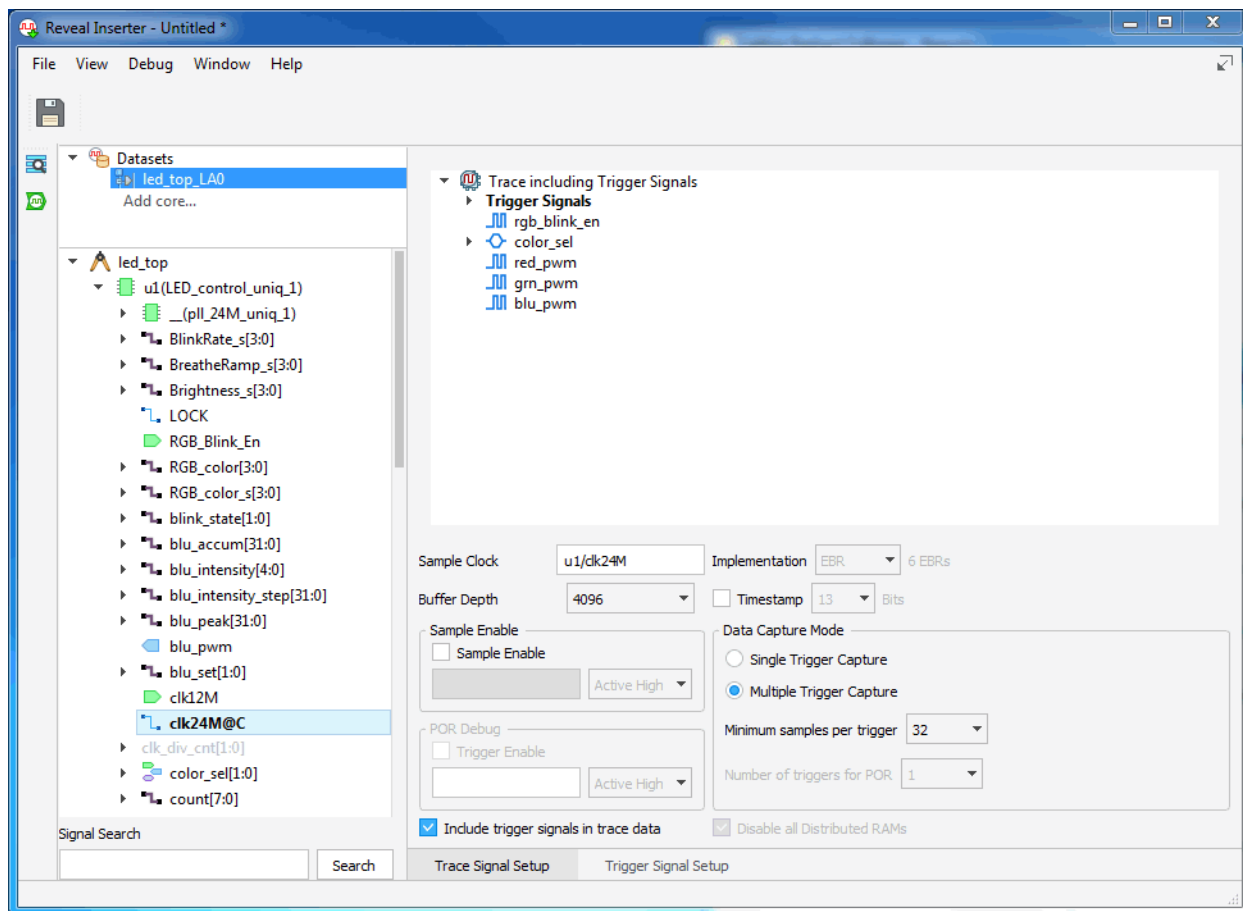 Reveal Inserter - Untitled *
File View Debug Window Help
Datasets
led_top_LA0
Add core...
led_top
u1(LED_control_uniq_1)
__(pll_24M_uniq_1)
BlinkRate_s[3:0]
BreatheRamp_s[3:0]
Brightness_s[3:0]
LOCK
RGB_Blink_En
RGB_color[3:0]
RGB_color_s[3:0]
blink_state[1:0]
blu_accum[31:0]
blu_intensity[4:0]
blu_intensity_step[31:0]
blu_peak[31:0]
blu_pwm
blu_set[1:0]
clk12M
clk24M@C
clk_div_cnt[1:0]
color_sel[1:0]
count[7:0]
Signal Search
Search
Trace including Trigger Signals
Trigger Signals
rgb_blink_en
color_sel
red_pwm
grn_pwm
blu_pwm
Sample Clock u1/clk24M Implementation EBR 6 EBRs
Buffer Depth 4096 Timestamp 13 Bits
Sample Enable
Sample Enable
Active High
POR Debug
Trigger Enable
Active High
Data Capture Mode
Single Trigger Capture
Multiple Trigger Capture
Minimum samples per trigger 32
Number of triggers for POR 1
Include trigger signals in trace data Disable all Distributed RAMs
Trace Signal Setup Trigger Signal Setup